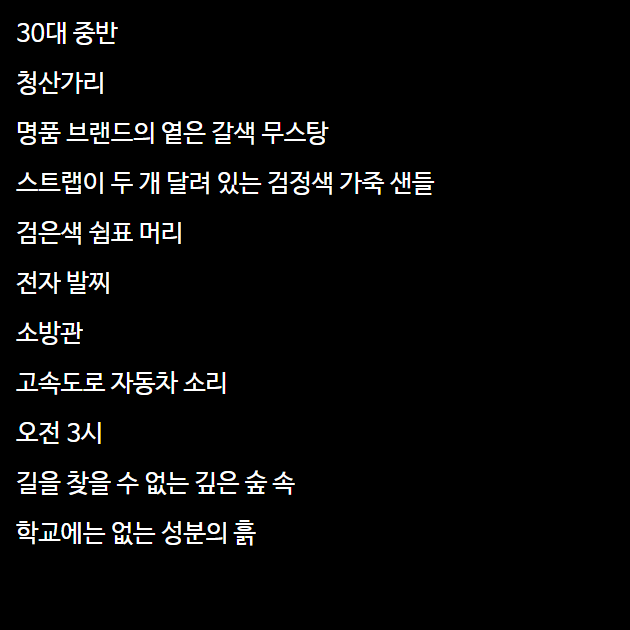 30대 중반
청산가리
명품 브랜드의 옅은 갈색 무스탕
스트랩이 두 개 달려 있는 검정색 가죽 샌들
검은색 쉼표 머리
전자 발찌
소방관
고속도로 자동차 소리
오전 3시
길을 찾을 수 없는 깊은 숲 속
학교에는 없는 성분의 흙